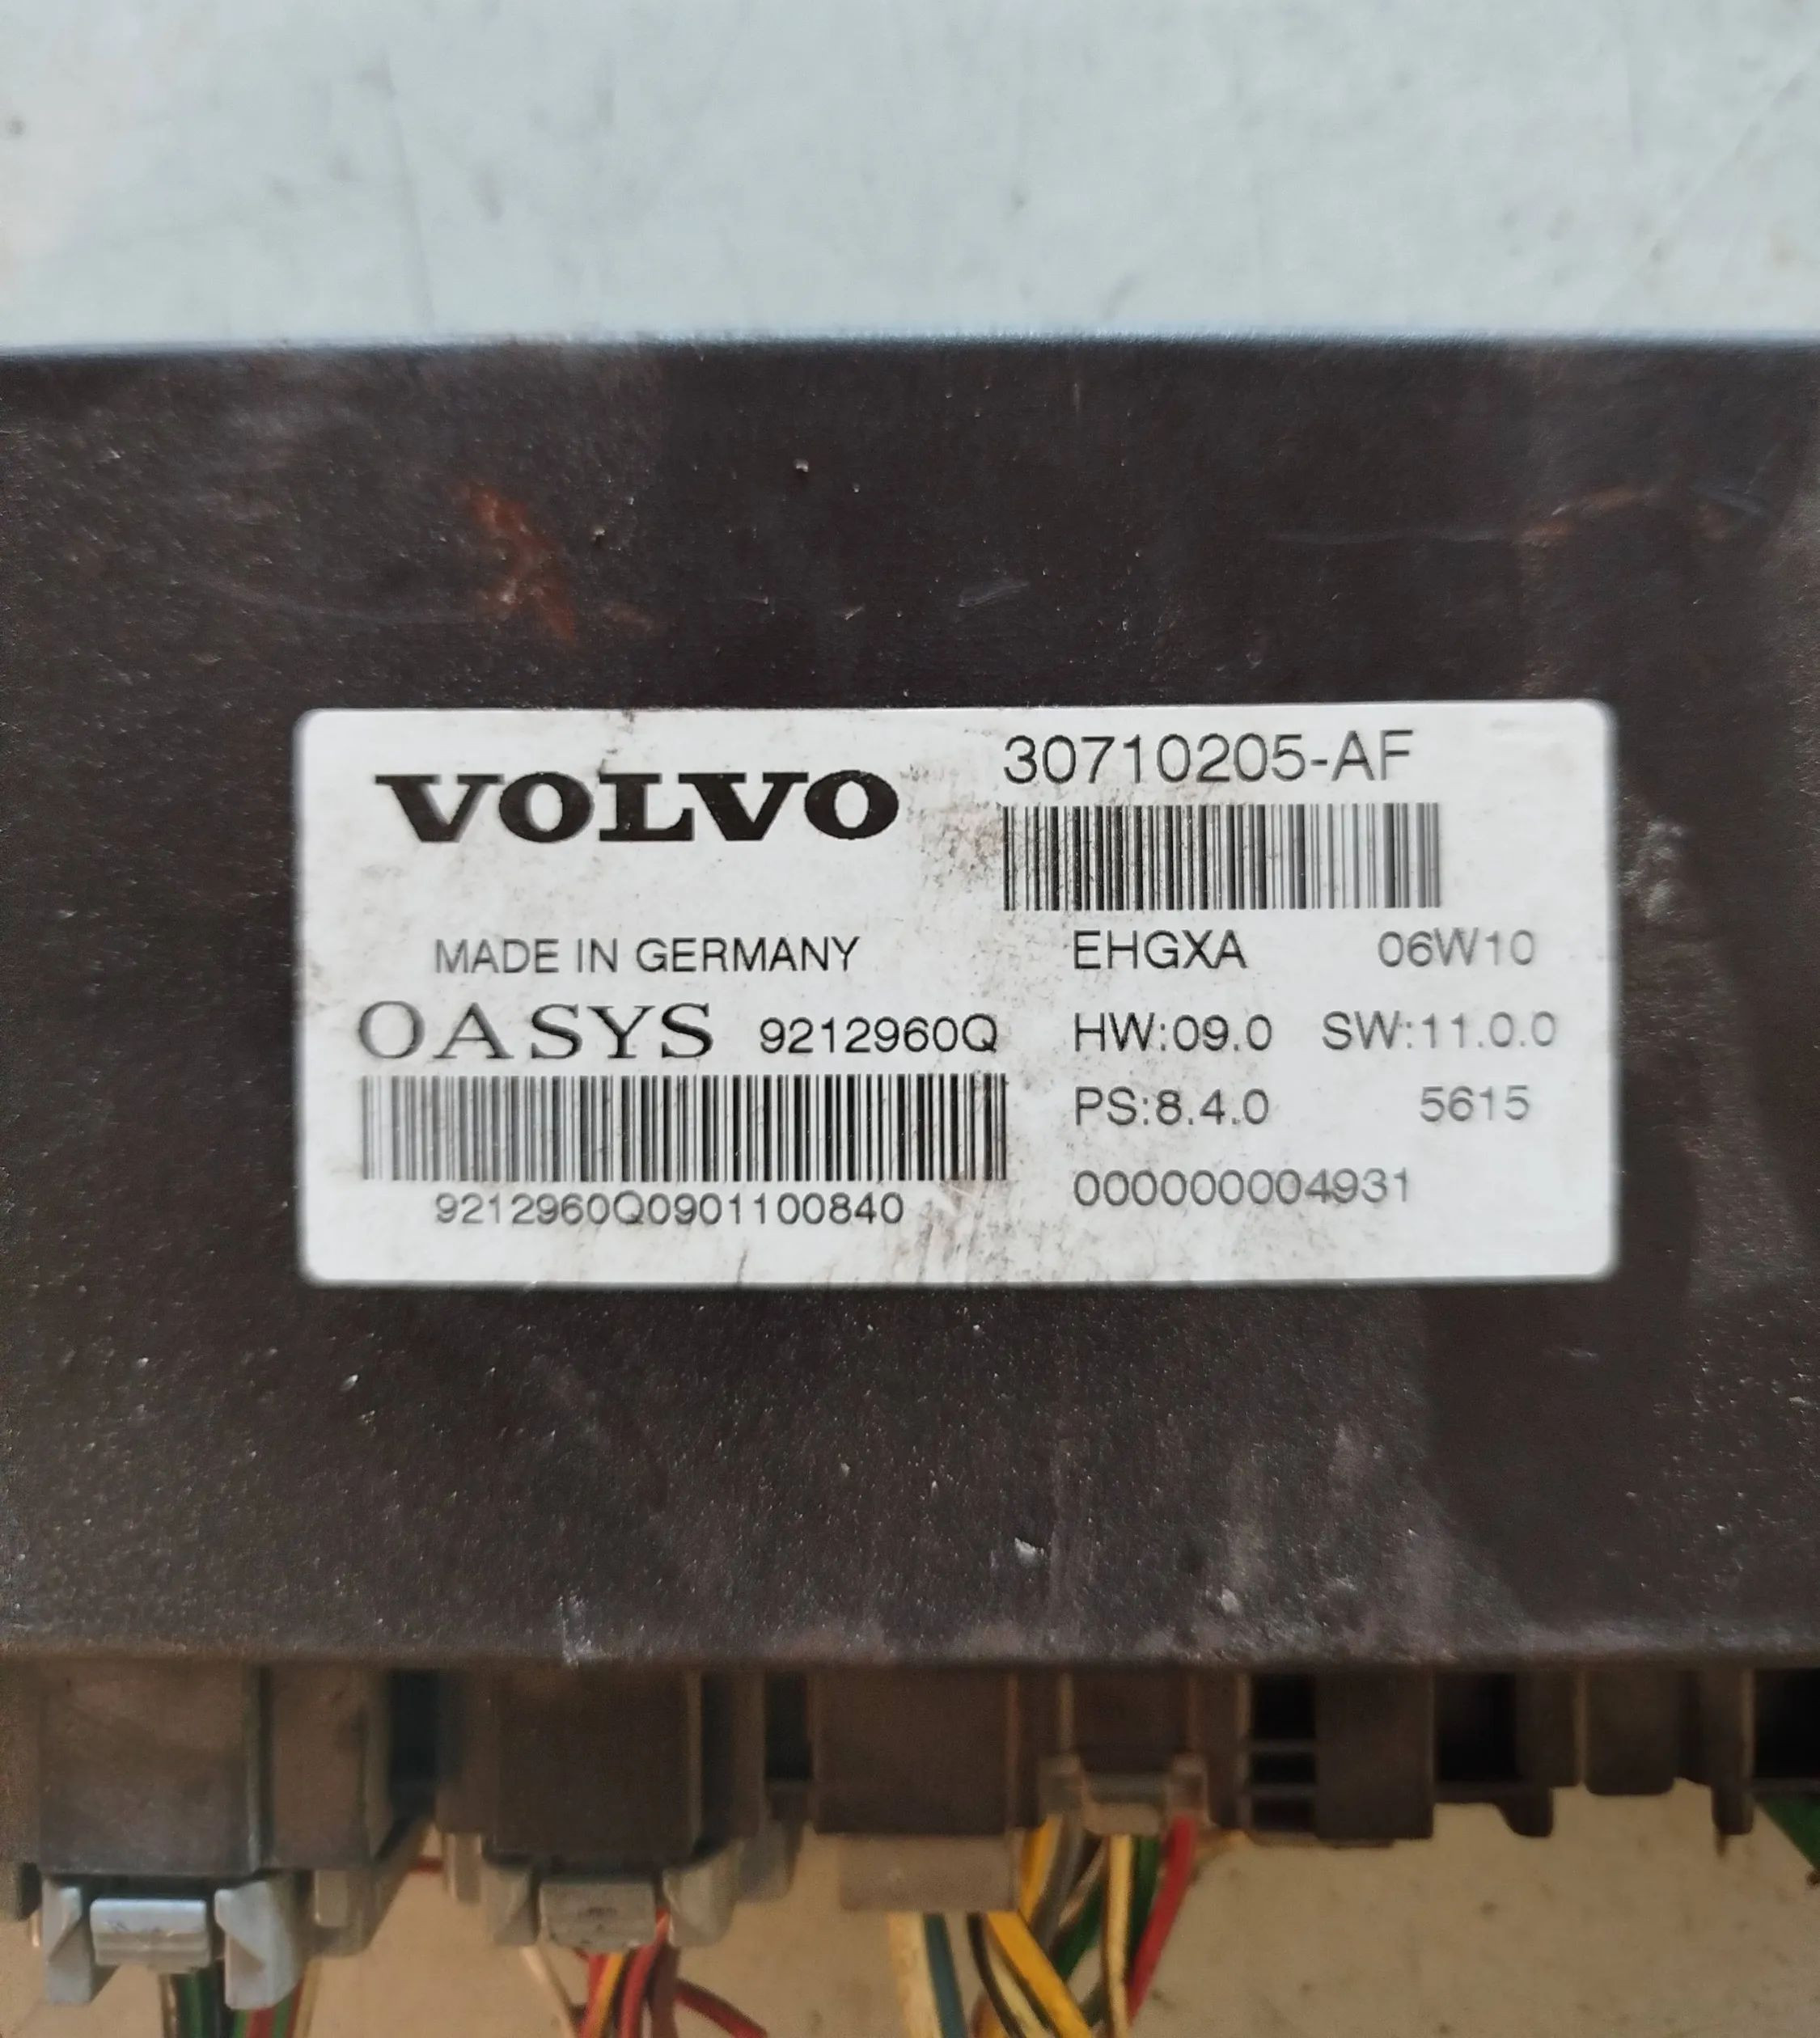 VOLVO
30710205-AF
MADE IN GERMANY
EHGXA 06W10
OASYS 9212960Q
HW:09.0 SW:11.0.0
PS:8.4.0 5615
9212960Q0901100840
000000004931